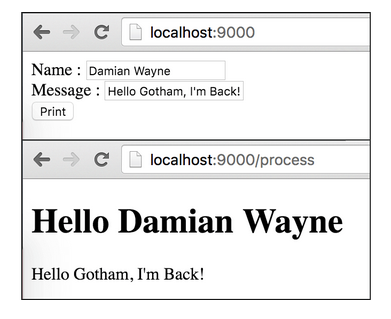 localhost:9000
Name : Damian Wayne
Message : Hello Gotham, I'm Back!
Print
localhost:9000/process
Hello Damian Wayne
Hello Gotham, I'm Back!